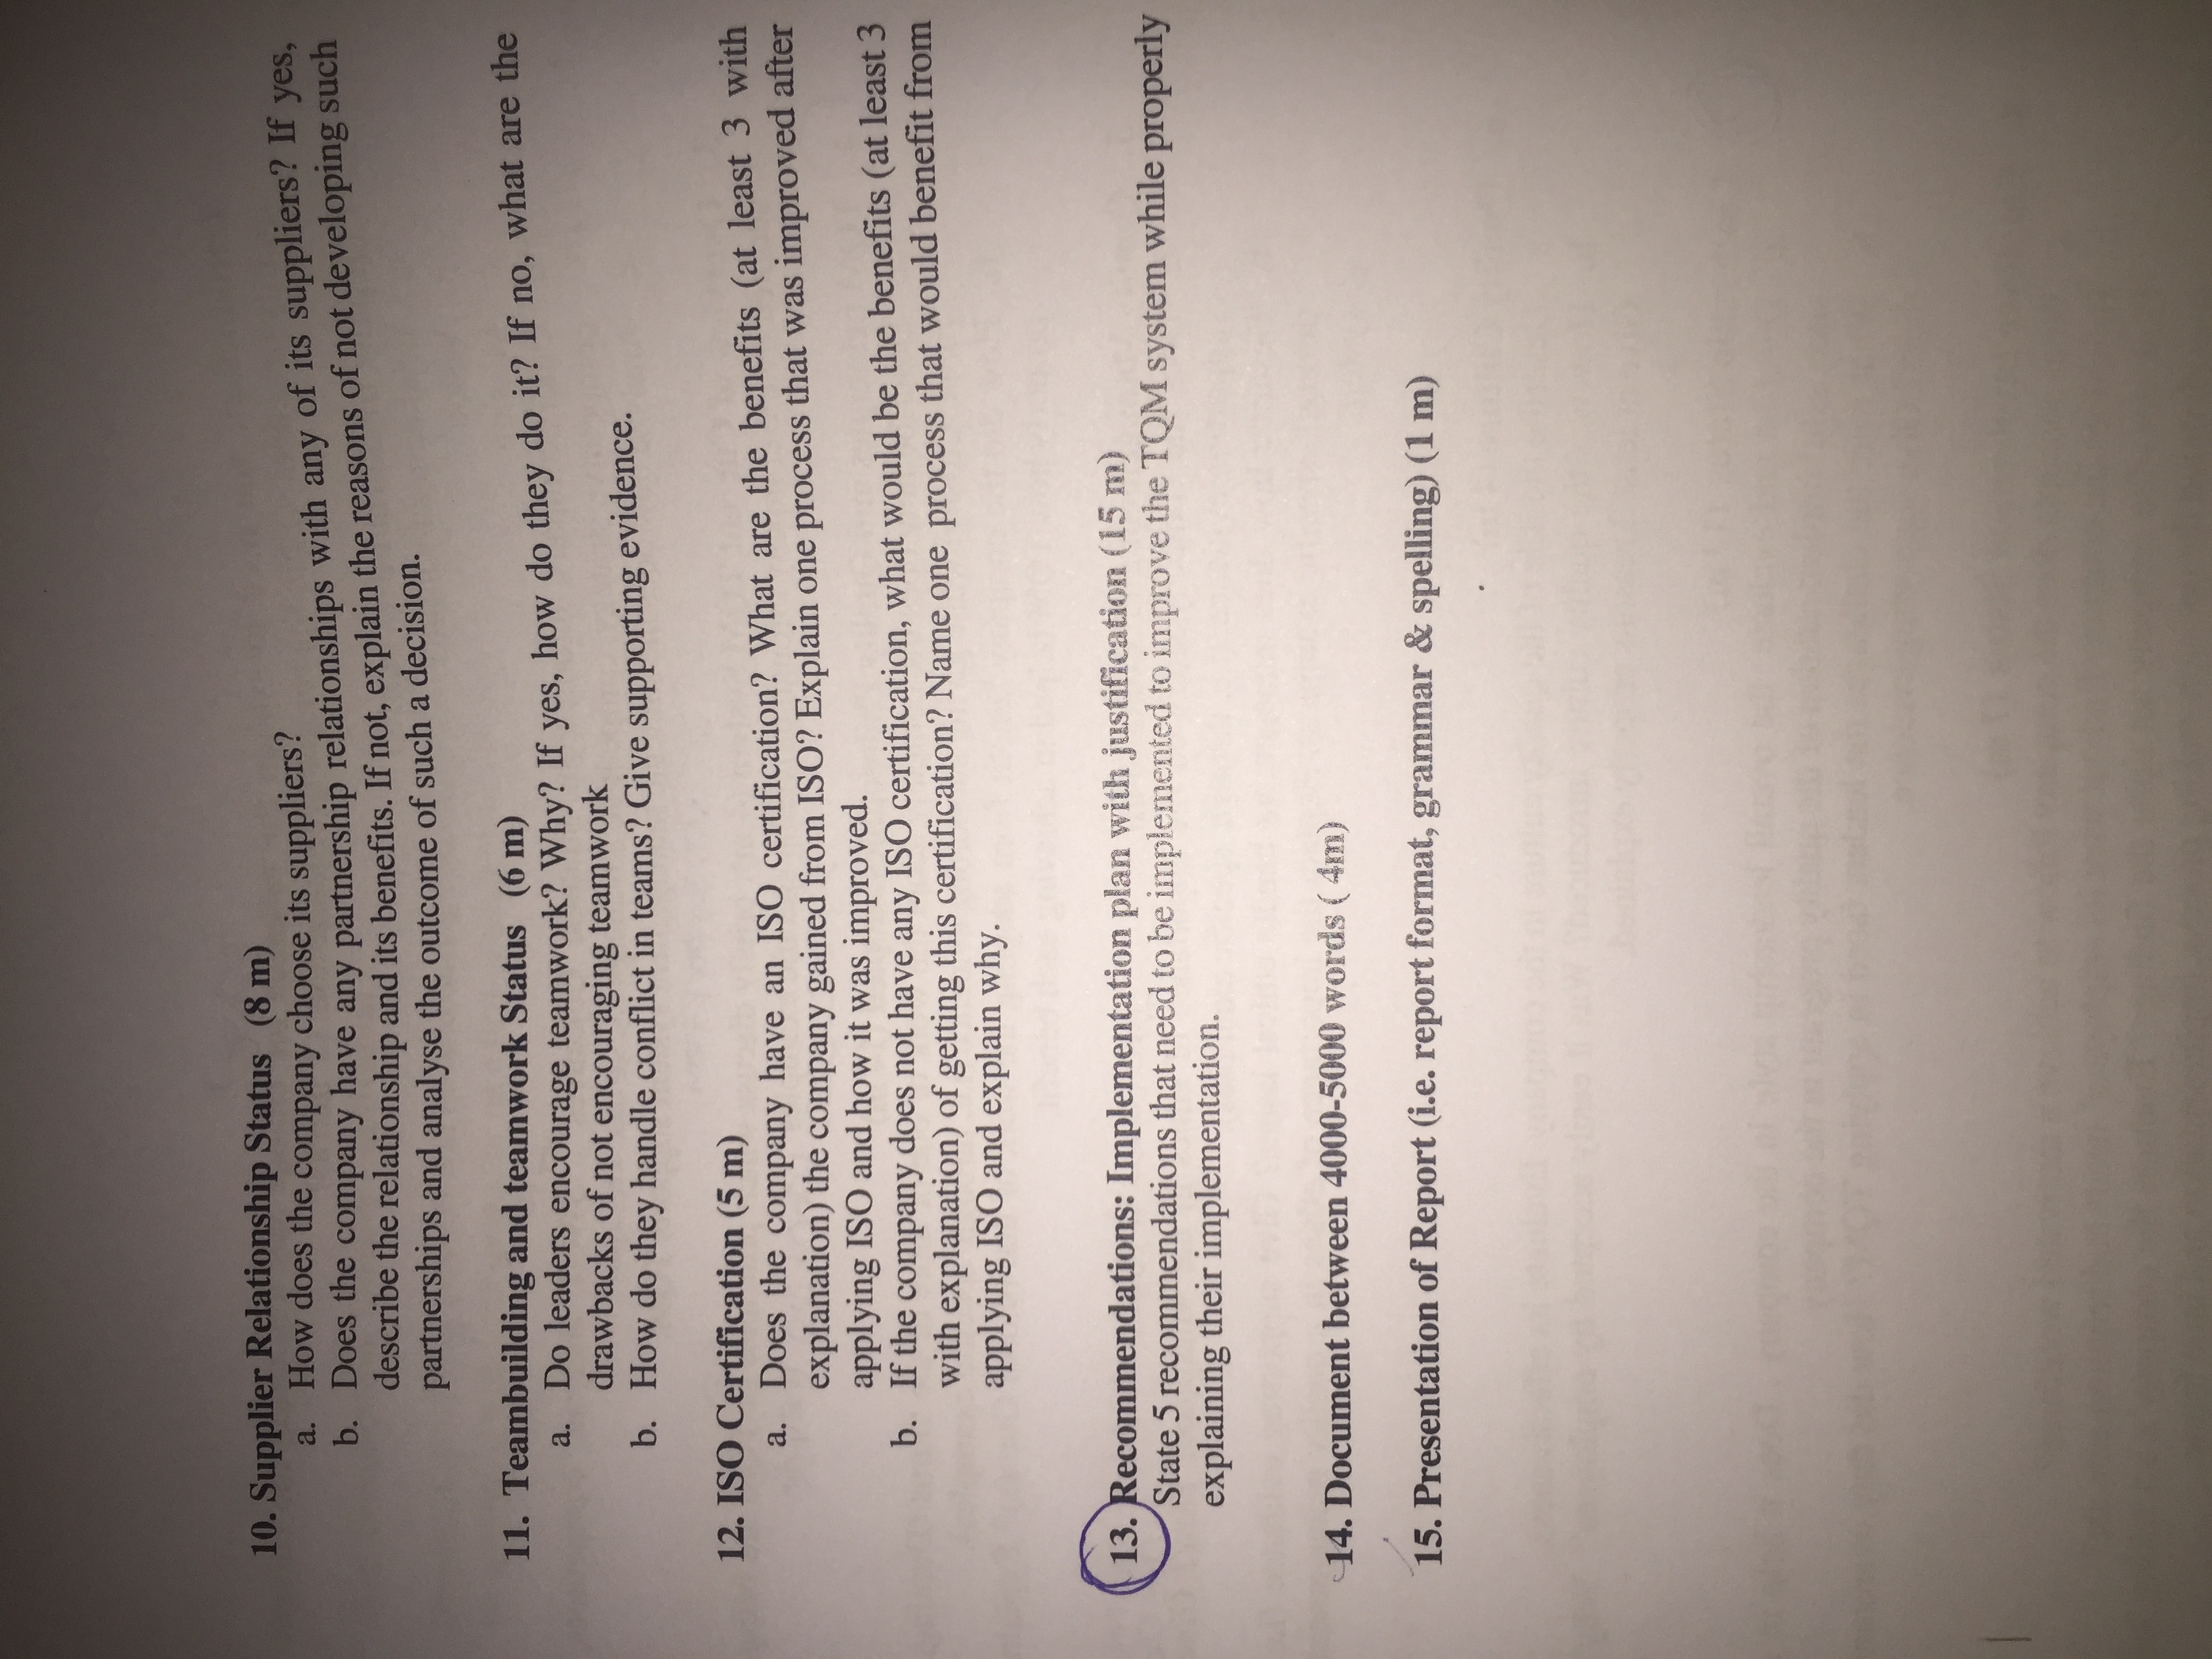 10. Supplier Relationship Status (8 m)
a. How does the company choose its suppliers?
b. Does the company have any partnership relationships with any of its suppliers? If yes,
describe the relationship and its benefits. If not, explain the reasons of not developing such
partnerships and analyse the outcome of such a decision.
11. Teambuilding and teamwork Status (6 m)
a. Do leaders encourage teamwork? Why? If yes, how do they do it? If no, what are the
drawbacks of not encouraging teamwork
b. How do they handle conflict in teams? Give supporting evidence.
12. ISO Certification (5 m)
a. Does the company have an ISO certification? What are the benefits (at least 3 with
explanation) the company gained from ISO? Explain one process that was improved after
applying ISO and how it was improved.
b. If the company does not have any ISO certification, what would be the benefits (at least 3
with explanation) of getting this certification? Name one process that would benefit from
applying ISO and explain why.
13. Recommendations: Implementation plan with justification (15 m)
State 5 recommendations that need to be implemented to improve the TQM system while properly
explaining their implementation.
14. Document between 4000-5000 words ( 4m)
15. Presentation of Report (i.e. report format, grammar & spelling) (1 m)